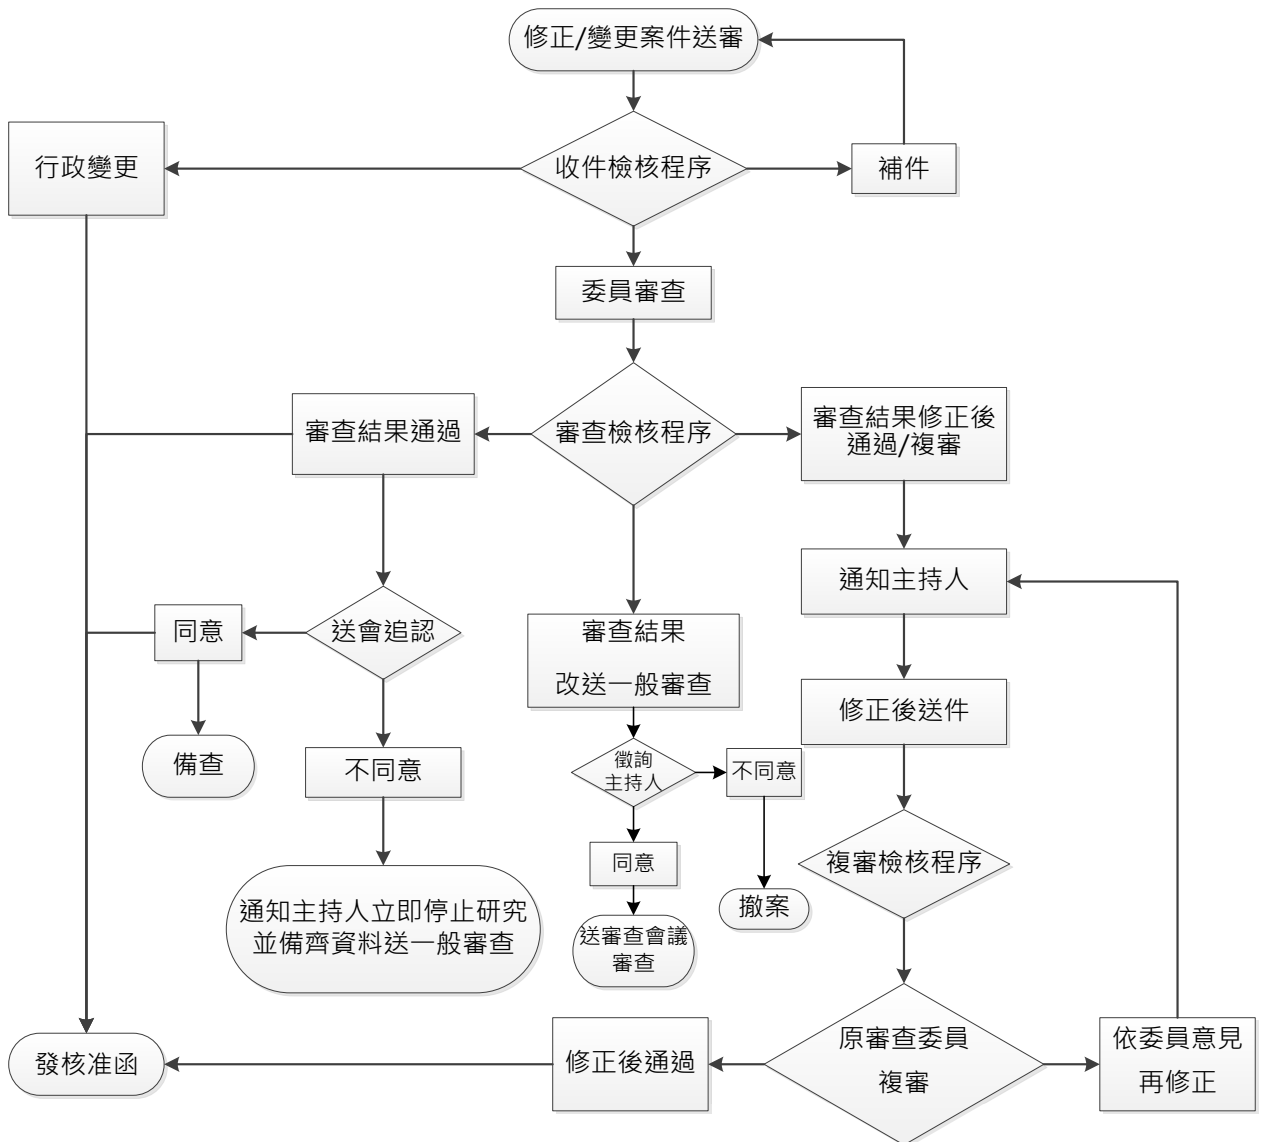 修正/變更案件送審
行政變更
收件檢核程序
補件
委員審查
審查結果通過
審查檢核程序
審查結果修正後
通過/複審
通知主持人
同意
送會追認
審查結果
改送一般審查
修正後送件
備查
不同意
徵詢
主持人
不同意
同意
複審檢核程序
撤案
通知主持人立即停止研究
並備齊資料送一般審查
送審查會議
審查
發核准函
修正後通過
原審查委員
複審
依委員意見
再修正